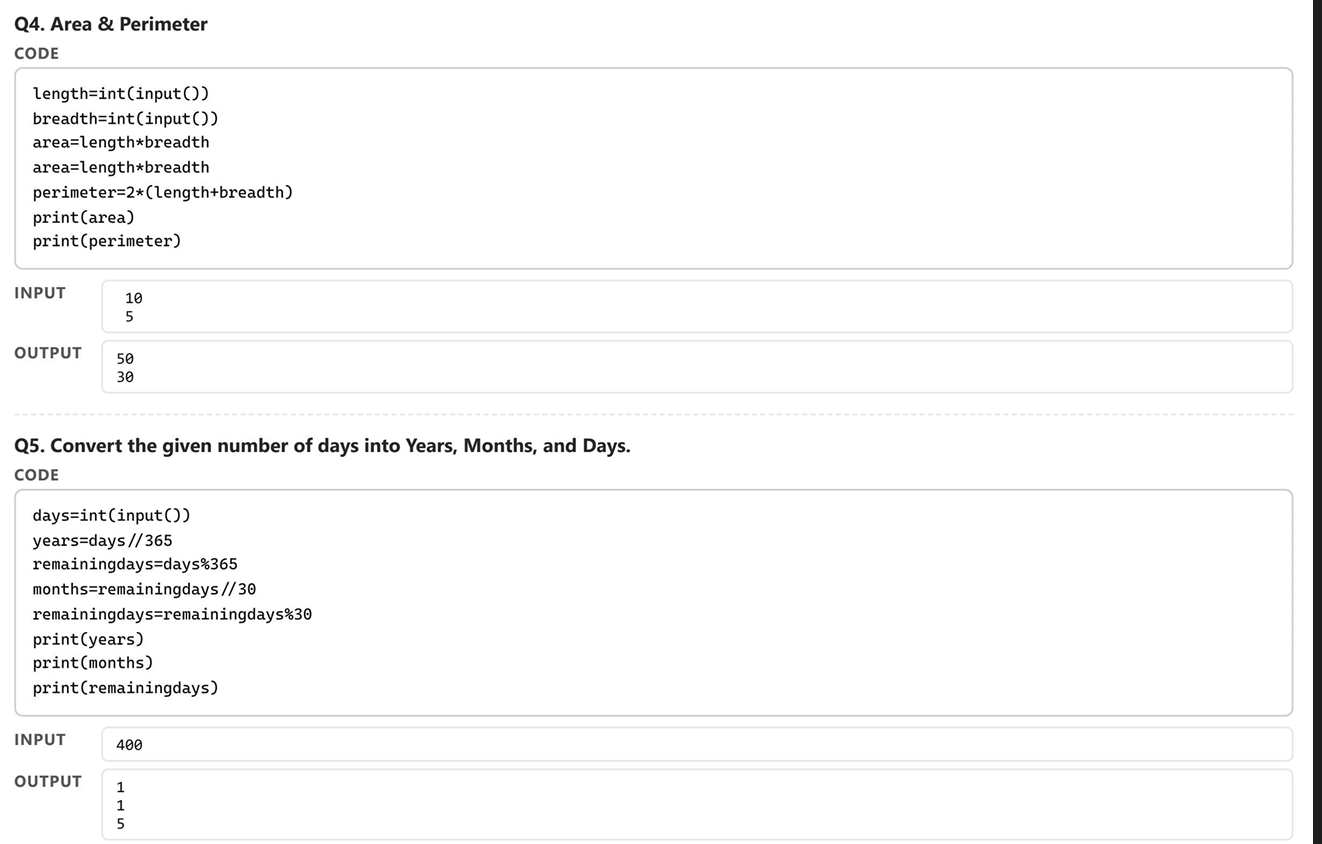 Q4. Area & Perimeter
CODE
length=int(input())
breadth=int(input())
area=length*breadth
area=length*breadth
perimeter=2*(length+breadth)
print(area)
print(perimeter)
INPUT
10
5
OUTPUT
50
30
Q5. Convert the given number of days into Years, Months, and Days.
CODE
days=int(input())
years=days//365
remainingdays=days%365
months=remainingdays//30
remainingdays=remainingdays%30
print(years)
print(months)
print(remainingdays)
INPUT
400
OUTPUT
1
1
5